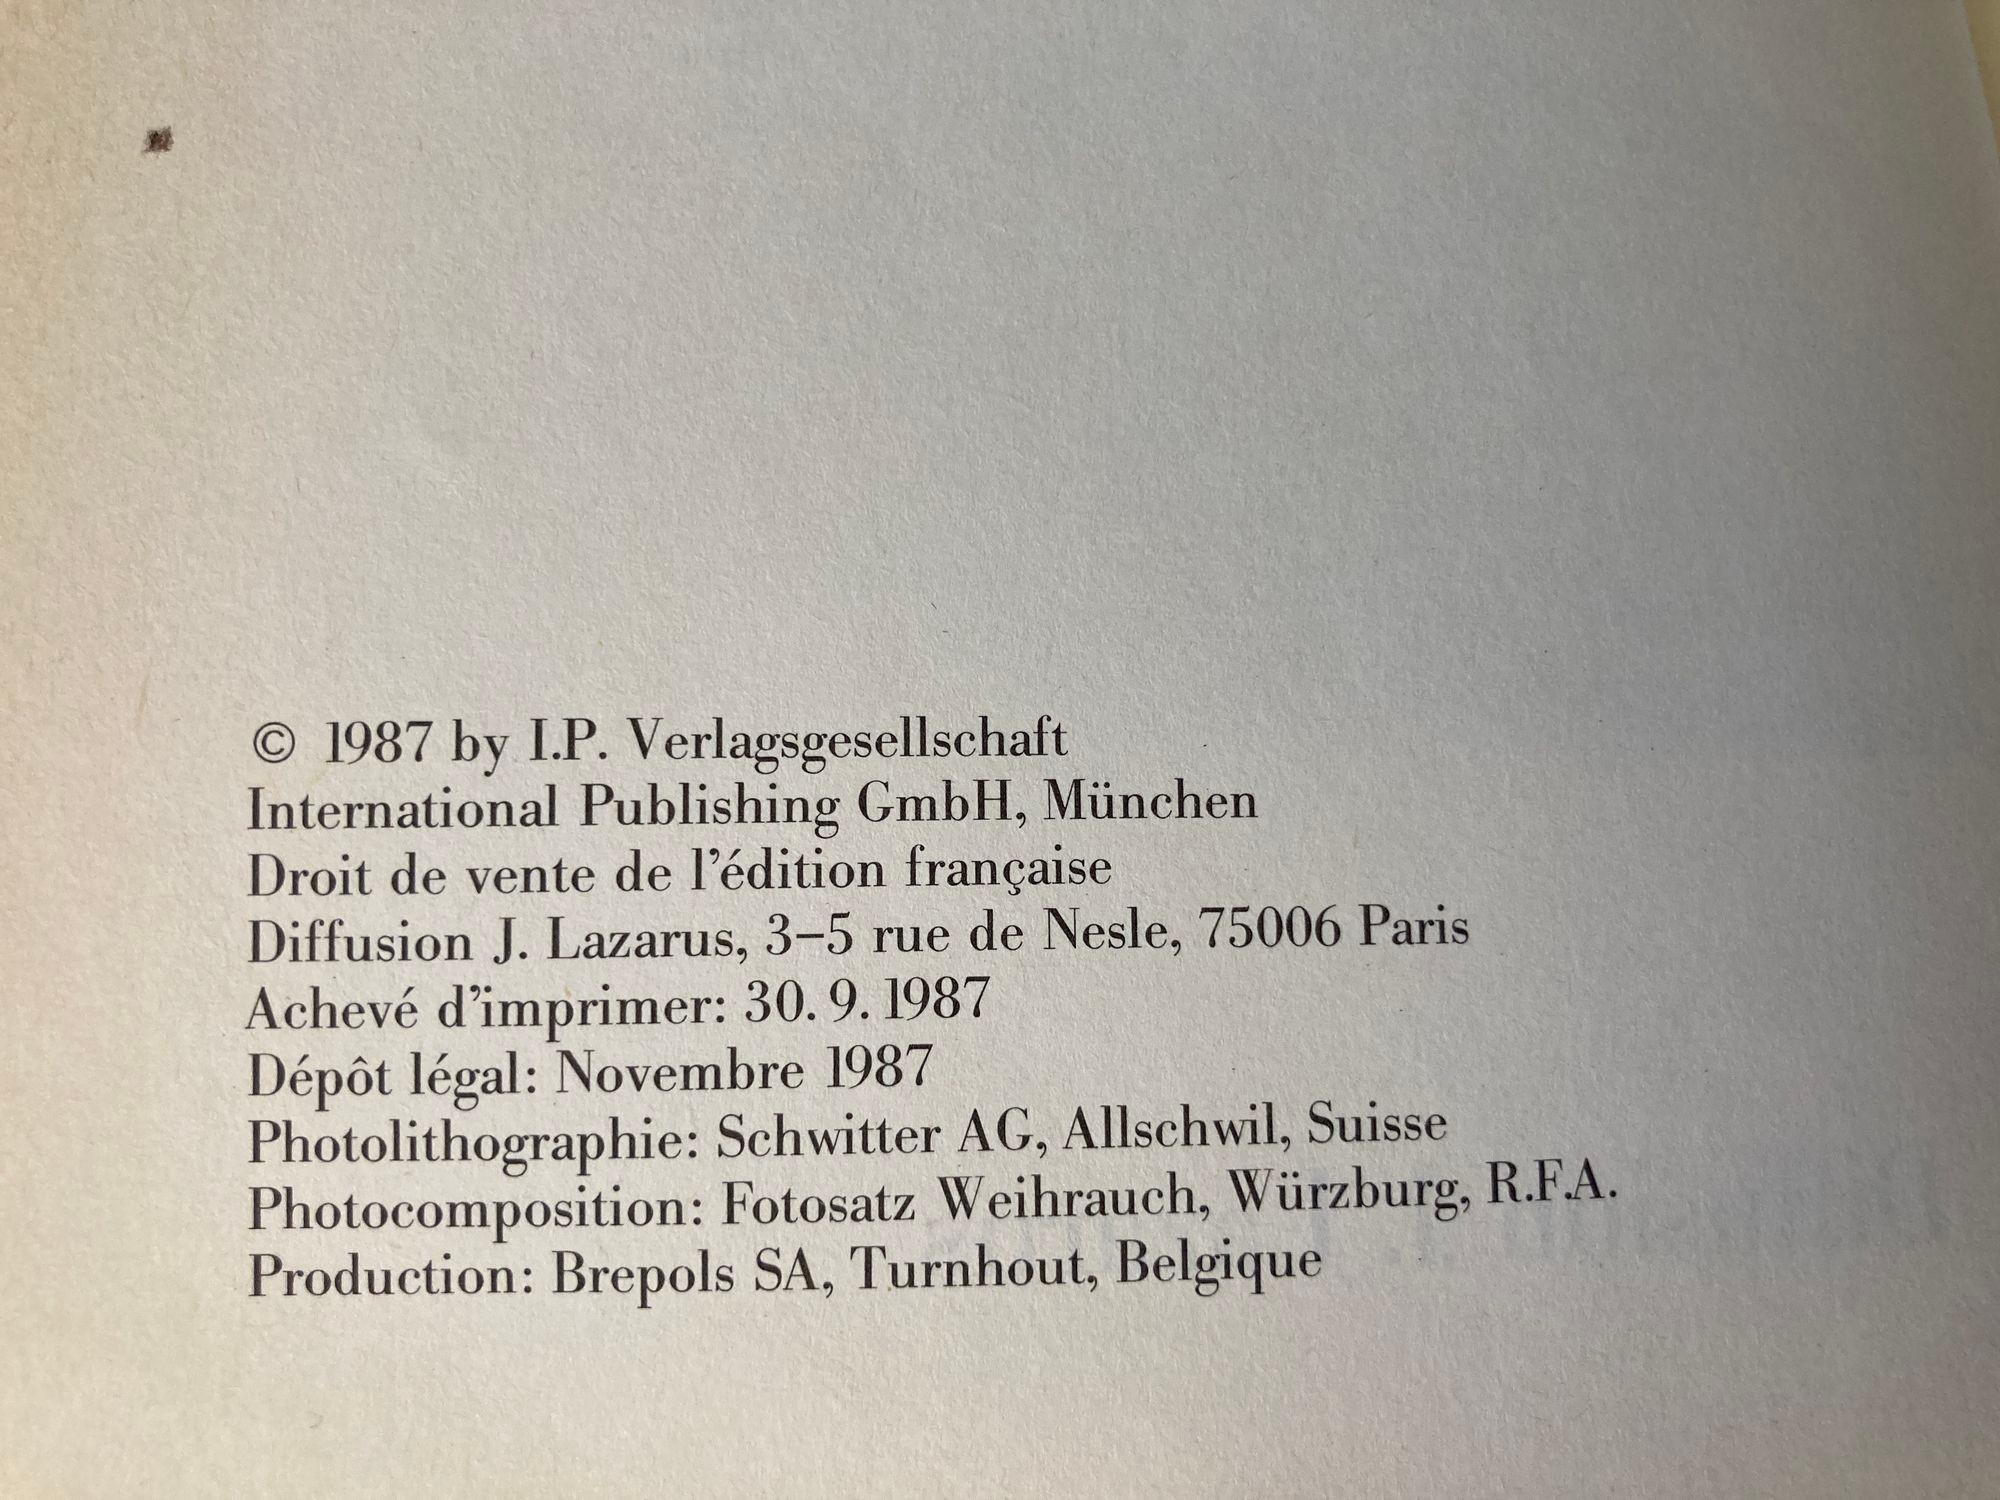 © 1987 by I.P. Verlagsgesellschaft
International Publishing GmbH, München
Droit de vente de l’édition française
Diffusion J. Lazarus, 3–5 rue de Nesle, 75006 Paris
Achevé d’imprimer: 30. 9. 1987
Dépôt légal: Novembre 1987
Photolithographie: Schwitter AG, Allschwil, Suisse
Photocomposition: Fotosatz Weihrauch, Würzburg, R.F.A.
Production: Brepols SA, Turnhout, Belgique